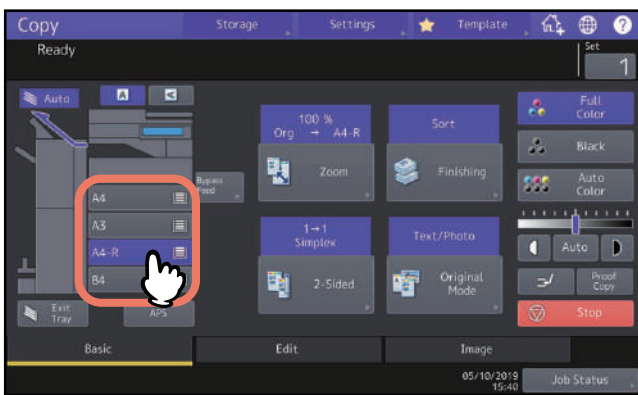 Copy
Storage
Settings
Template
?
Ready
Set
1
Auto
A
A
100 %
Org → A4-R
Zoom
Sort
Finishing
Full
Color
Black
Auto
Color
Bypass
Feed
A4
A3
A4-R
B4
1→1
Simplex
2-Sided
Text/Photo
Original
Mode
Auto
Proof
Copy
Exit
Tray
APS
Stop
Basic
Edit
Image
05/10/2019
15:40
Job Status